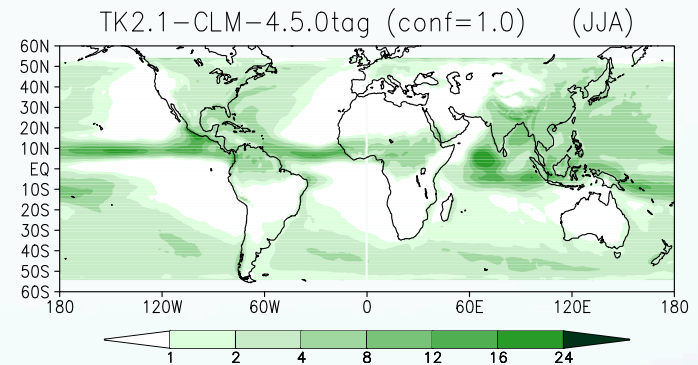 TK2.1-CLM-4.5.0tag (conf=1.0) (JJA)
60N
50N
40N
30N
20N
10N
EQ
10S
20S
30S
40S
50S
60S
180 120W 60W 0 60E 120E 180
1 2 4 8 12 16 24